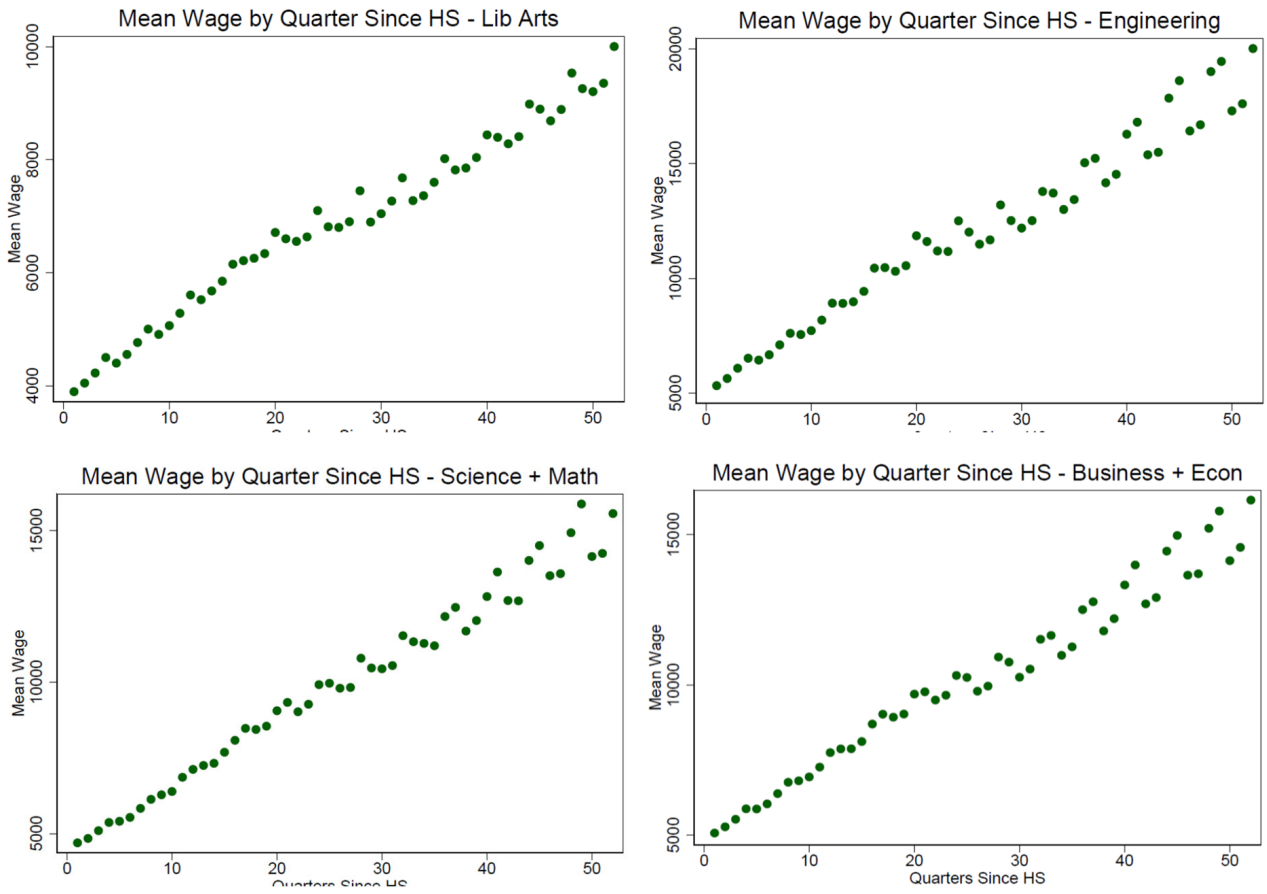 Mean Wage by Quarter Since HS - Lib Arts
Mean Wage
4000 6000 8000 10000
0 10 20 30 40 50
Mean Wage by Quarter Since HS - Engineering
Mean Wage
5000 10000 15000 20000
0 10 20 30 40 50
Mean Wage by Quarter Since HS - Science + Math
Mean Wage
5000 10000 15000
0 10 20 30 40 50
Quarters Since HS
Mean Wage by Quarter Since HS - Business + Econ
Mean Wage
5000 10000 15000
0 10 20 30 40 50
Quarters Since HS